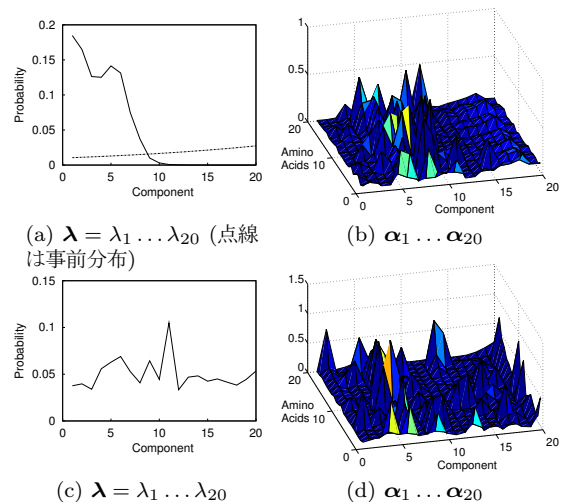 0.2
0.15
0.1
0.05
0
Probability
0 5 10 15 20
Component
1
0.5
0
20
Amino
Acids 10
0
0 5 10 15 20
Component
(a) λ = λ₁ … λ₂₀ (点線
は事前分布)
(b) α₁ … α₂₀
0.15
0.1
0.05
0
Probability
0 5 10 15 20
Component
1.5
1
0.5
0
20
Amino
Acids 10
0
0 5 10 15 20
Component
(c) λ = λ₁ … λ₂₀
(d) α₁ … α₂₀